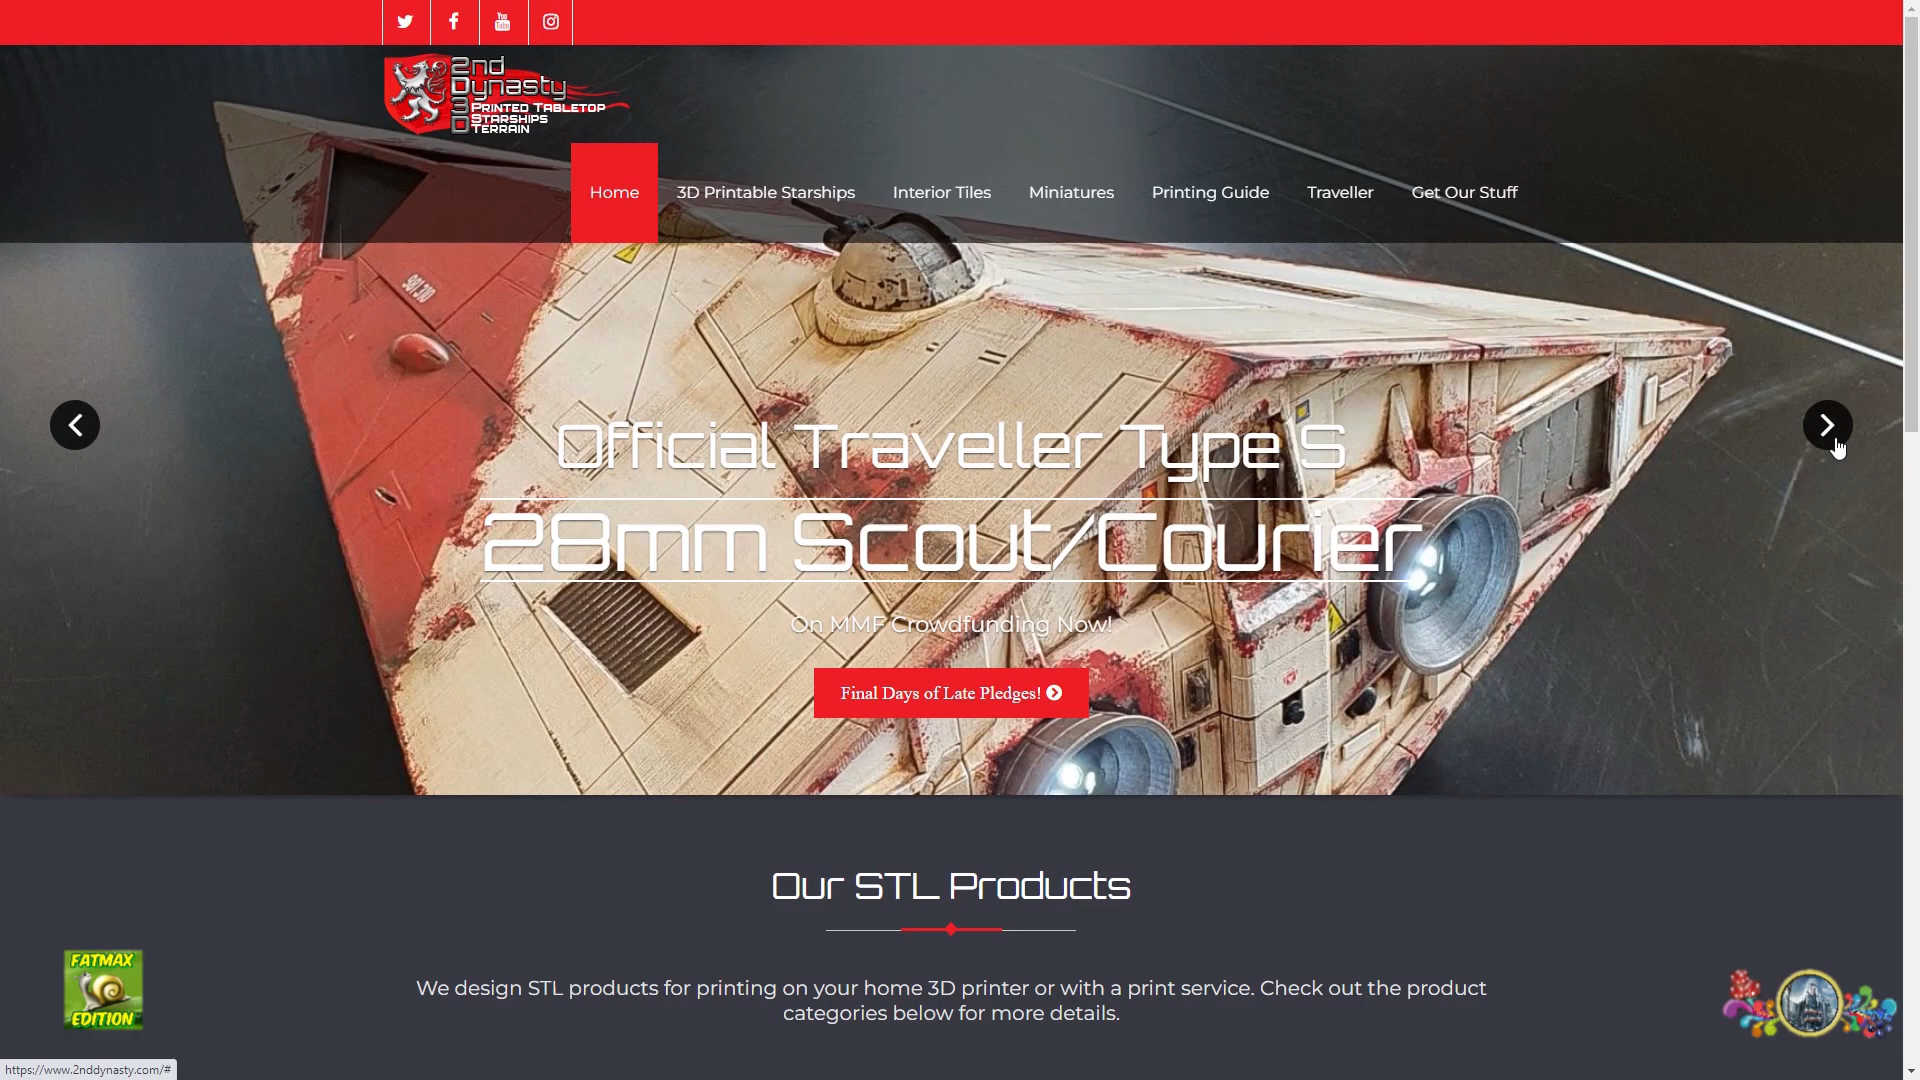 2nd
Dynasty
3 Printed Tabletop
Starships
D Terrain
Home
3D Printable Starships
Interior Tiles
Miniatures
Printing Guide
Traveller
Get Our Stuff
981310
Official Traveller Type S
28mm Scout/Courier
On MMF Crowdfunding Now!
Final Days of Late Pledges!
Our STL Products
We design STL products for printing on your home 3D printer or with a print service. Check out the product
categories below for more details.
FATMAX
EDITION
https://www.2nddynasty.com/#